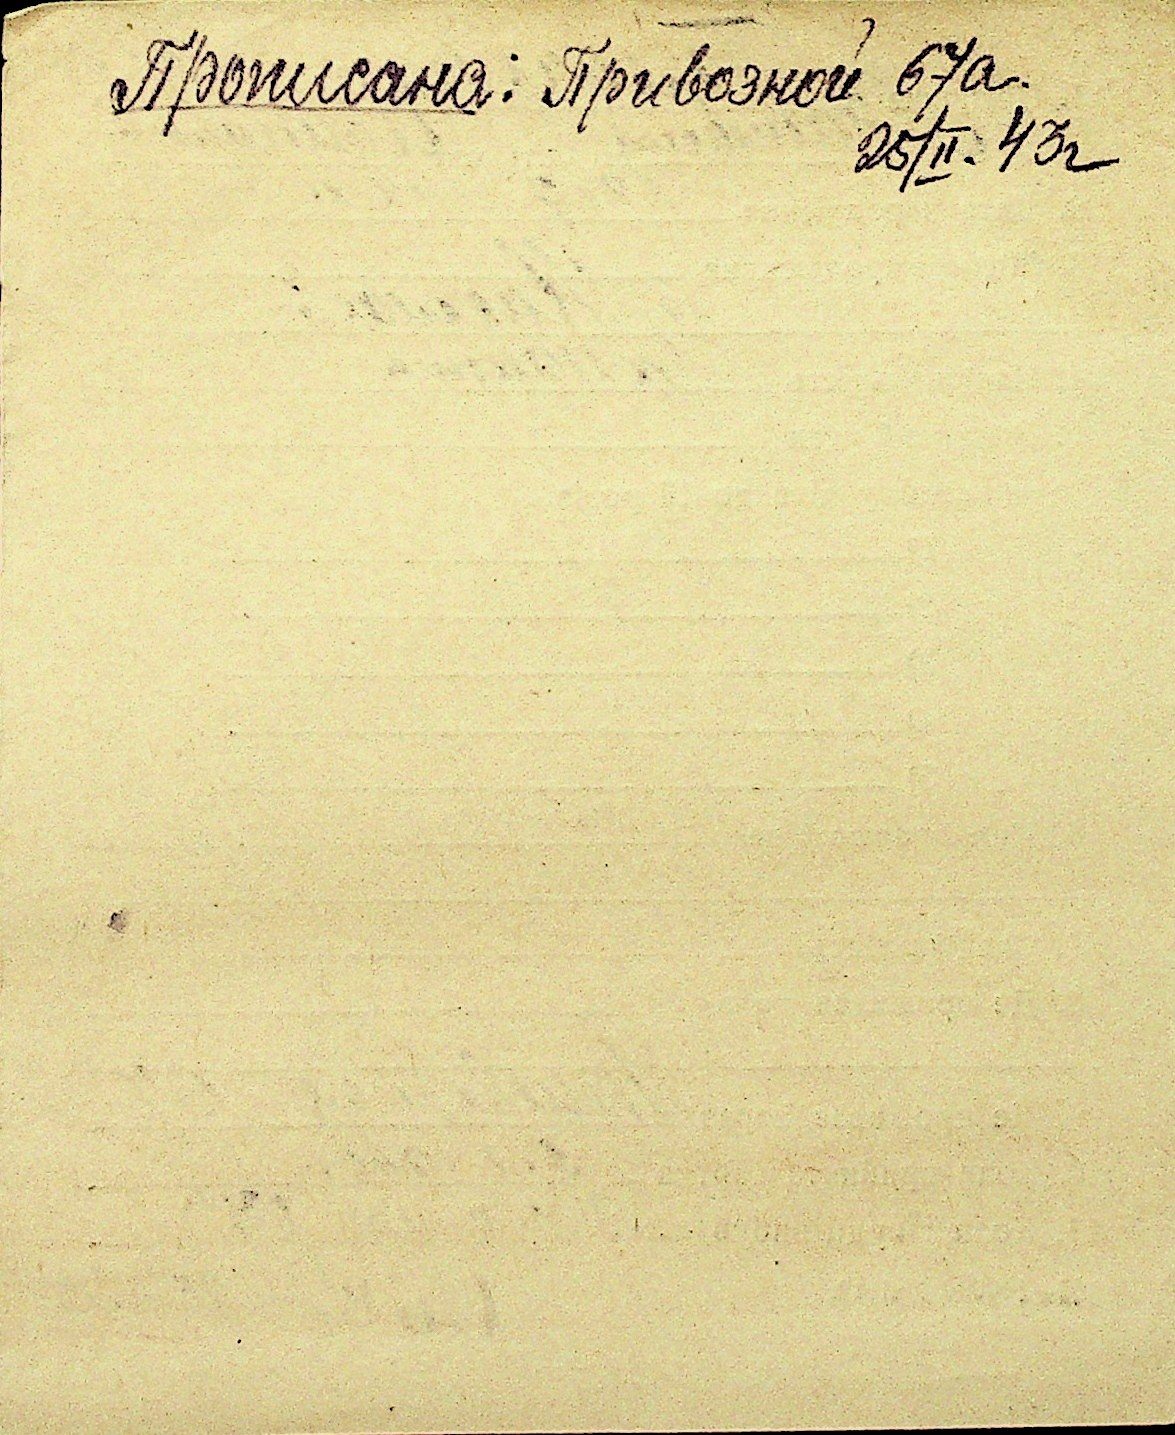 Прописана: Привозной 67а.
25/II. 43г